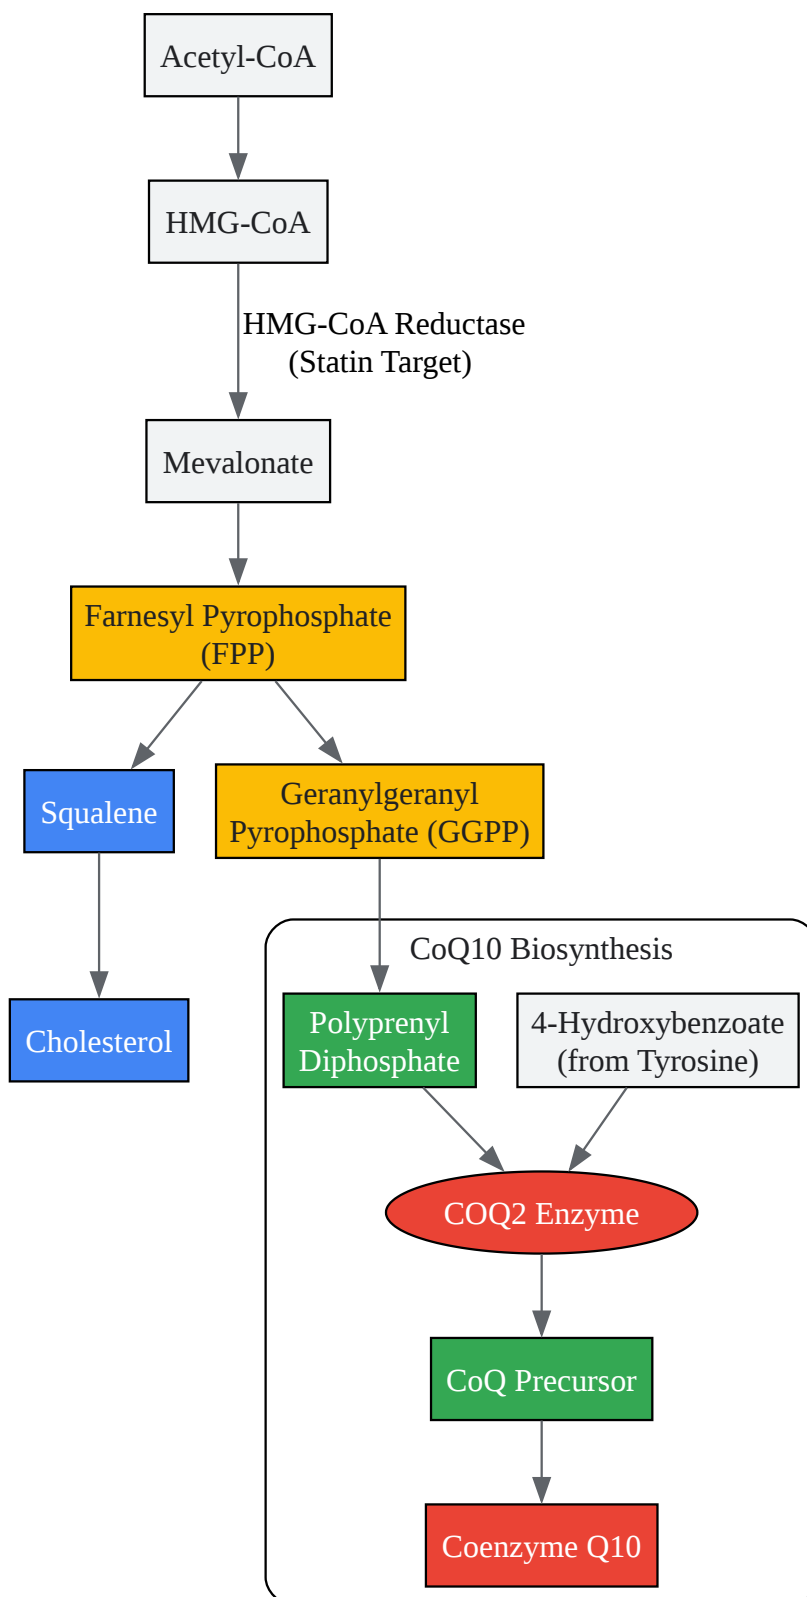 Acetyl-CoA
HMG-CoA
HMG-CoA Reductase
(Statin Target)
Mevalonate
Farnesyl Pyrophosphate
(FPP)
Squalene
Geranylgeranyl
Pyrophosphate (GGPP)
CoQ10 Biosynthesis
Cholesterol
Polyprenyl
Diphosphate
4-Hydroxybenzoate
(from Tyrosine)
COQ2 Enzyme
CoQ Precursor
Coenzyme Q10